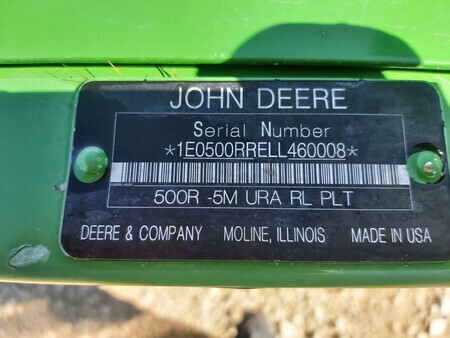 JOHN DEERE
Serial Number
*1E0500RRELL460008*
500R -5M URA RL PLT
DEERE & COMPANY MOLINE, ILLINOIS MADE IN USA